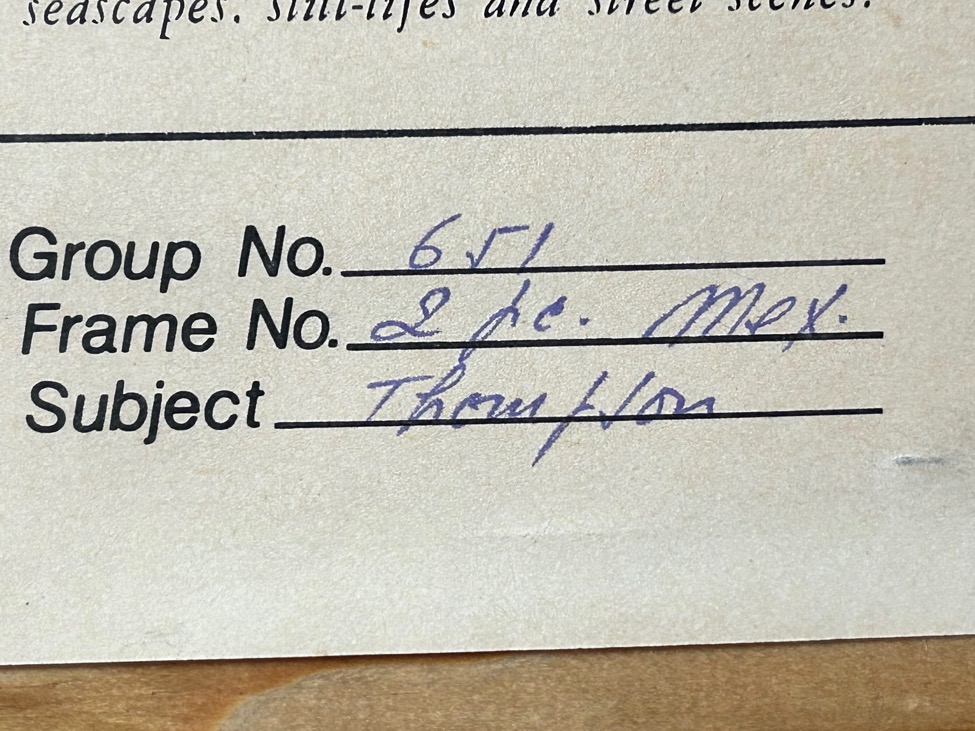 seascapes, still-lifes and street scenes.
Group No. 651
Frame No. 2 pc. Mex.
Subject Thompson